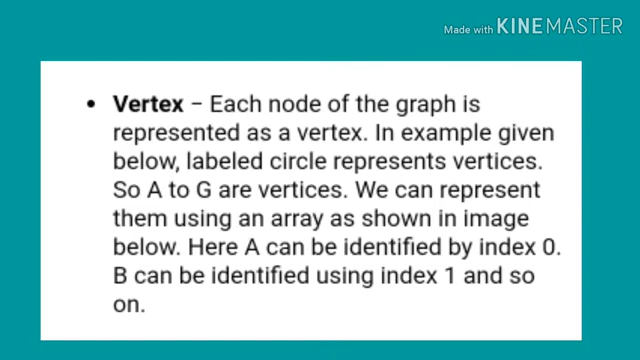 Made with KINEMASTER
• Vertex – Each node of the graph is
represented as a vertex. In example given
below, labeled circle represents vertices.
So A to G are vertices. We can represent
them using an array as shown in image
below. Here A can be identified by index 0.
B can be identified using index 1 and so
on.